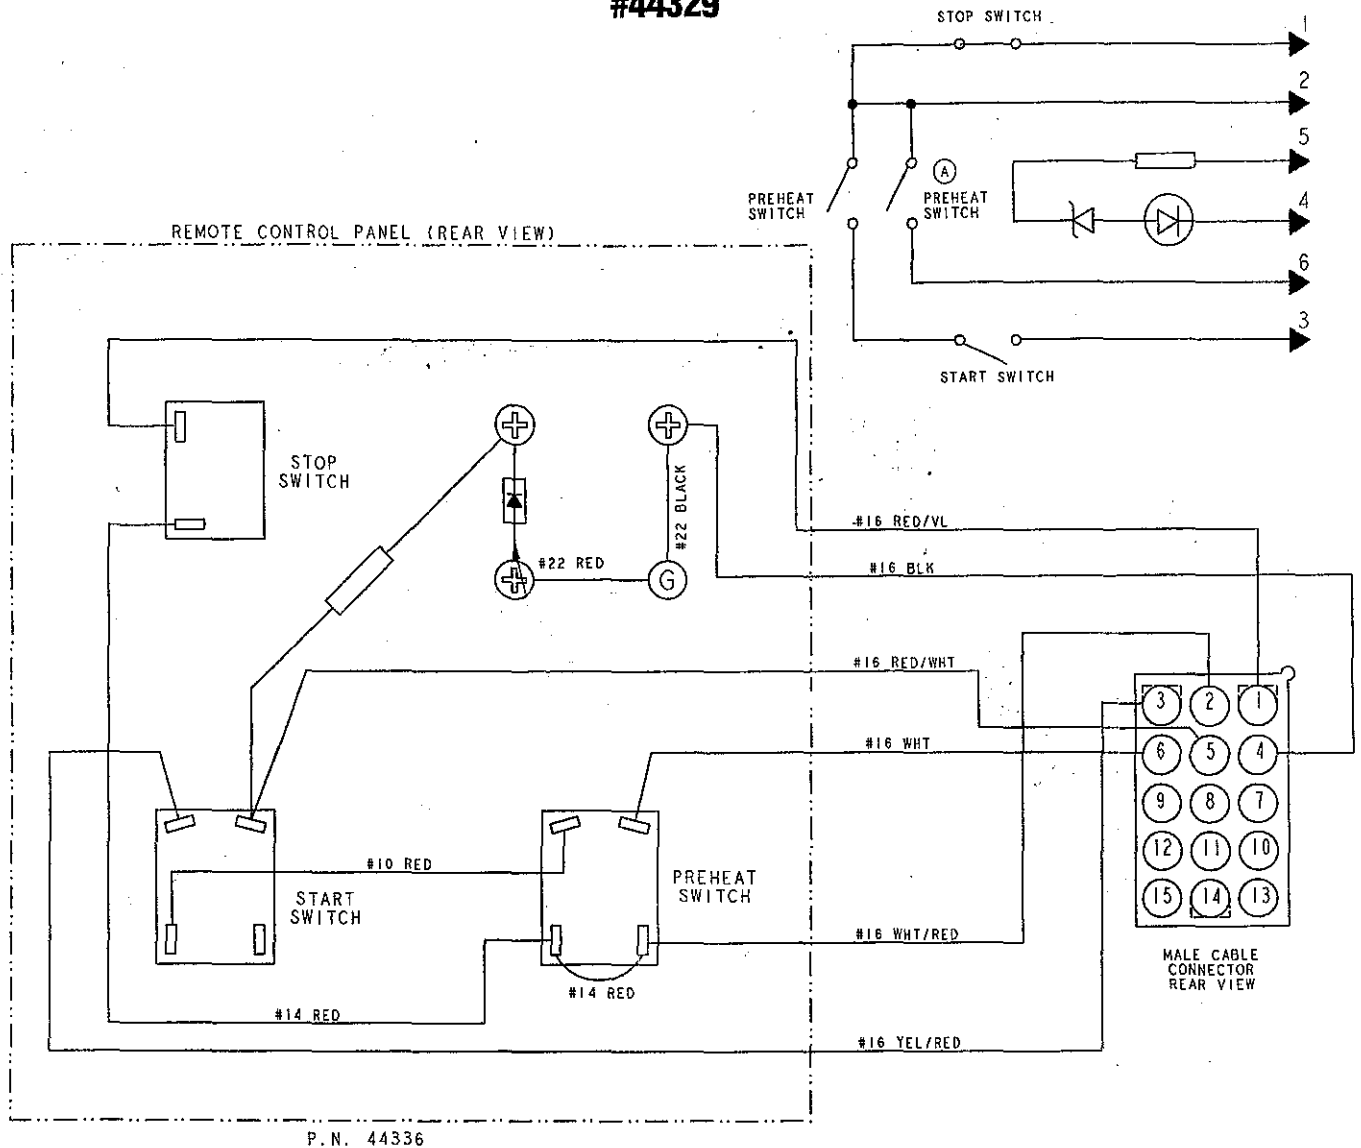 #44329
STOP SWITCH
1
2
5
4
6
3
PREHEAT
SWITCH
A
PREHEAT
SWITCH
START SWITCH
REMOTE CONTROL PANEL (REAR VIEW)
STOP
SWITCH
#22 BLACK
#22 RED
G
#16 RED/VL
#16 BLK
#16 RED/WHT
#16 WHT
3 2 1
6 5 4
9 8 7
12 11 10
15 14 13
#10 RED
START
SWITCH
PREHEAT
SWITCH
#16 WHT/RED
MALE CABLE
CONNECTOR
REAR VIEW
#14 RED
#14 RED
#16 YEL/RED
P.N. 44336